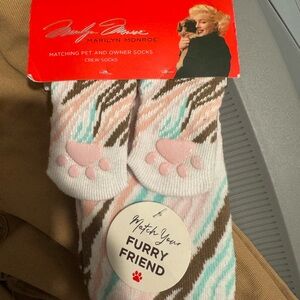 Marilyn Monroe
MARILYN MONROE
MATCHING PET AND OWNER SOCKS
CREW SOCKS
Match Your
FURRY
FRIEND